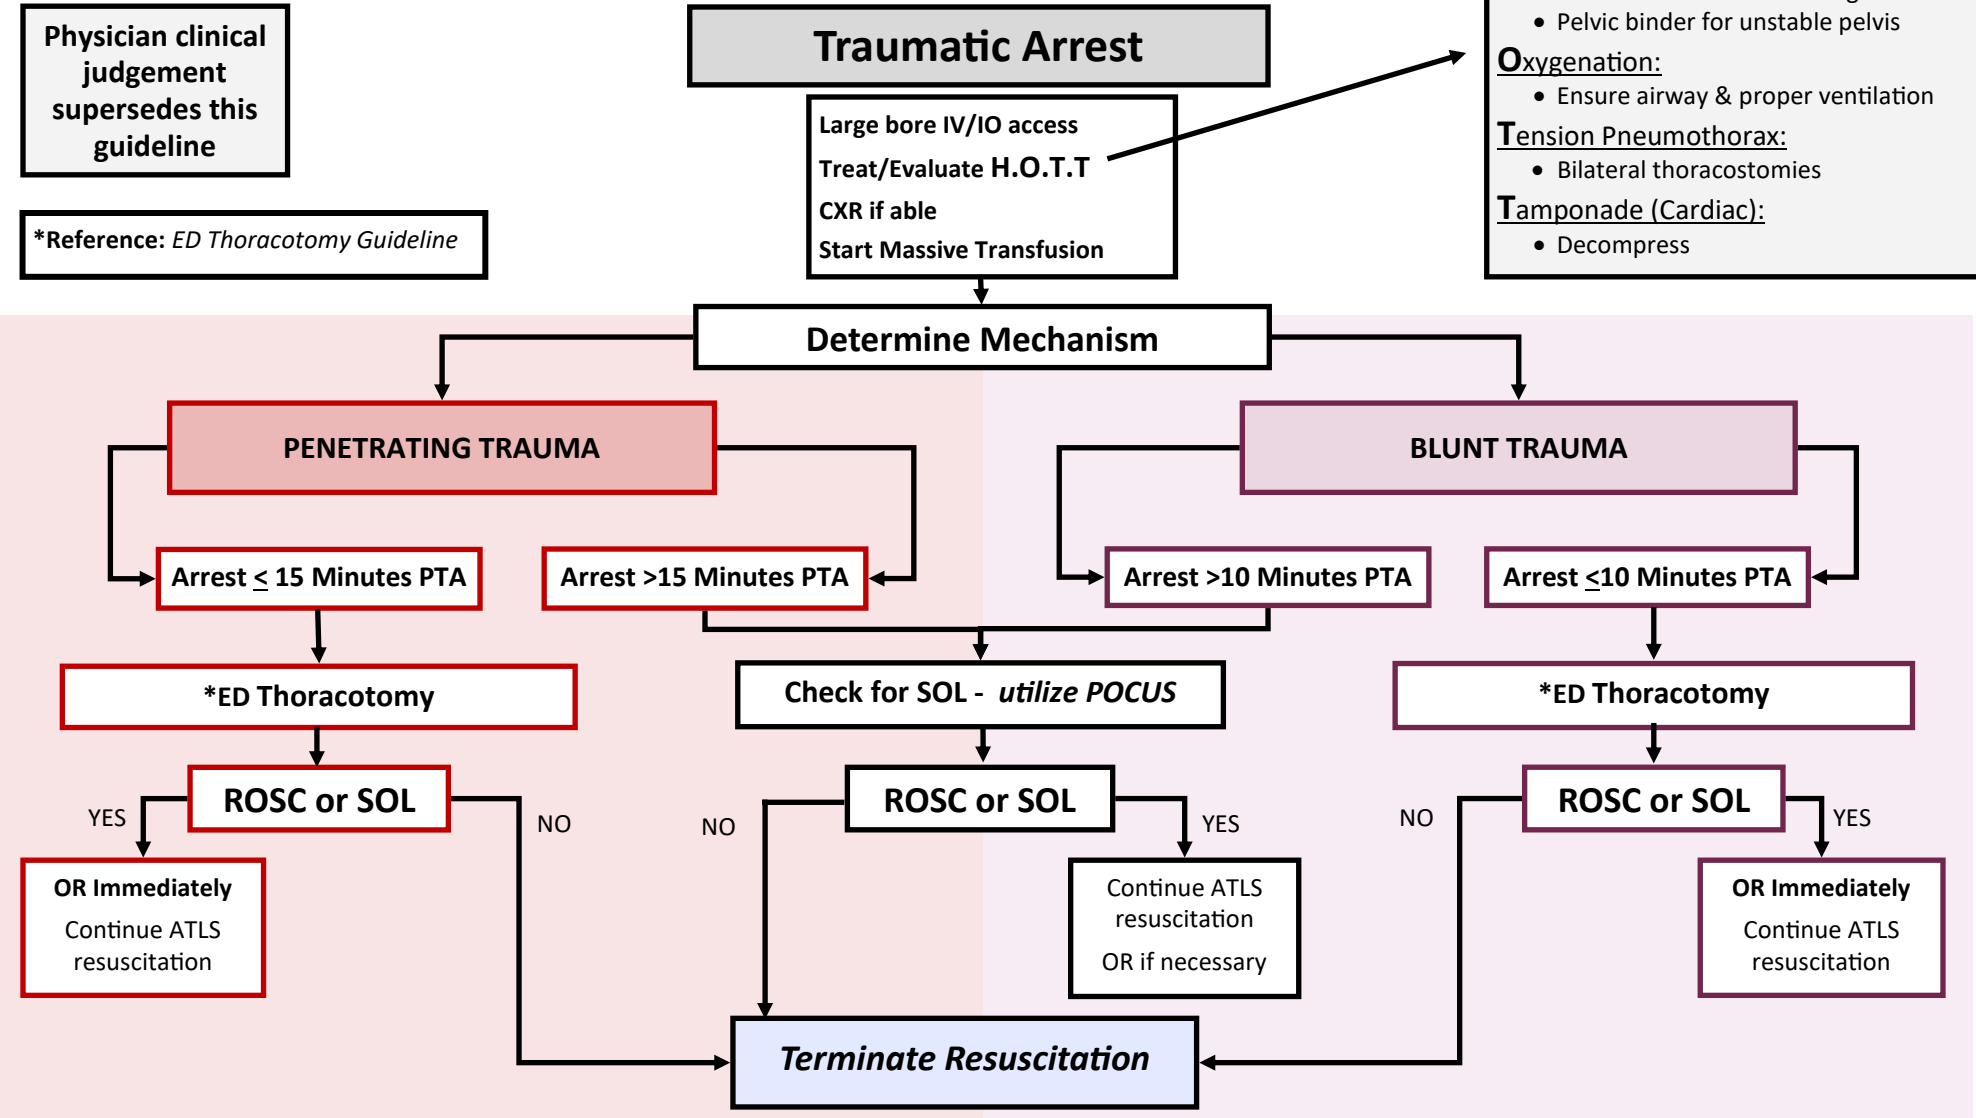 Physician clinical
judgement
supersedes this
guideline
*Reference: ED Thoracotomy Guideline
Traumatic Arrest
Large bore IV/IO access
Treat/Evaluate H.O.T.T
CXR if able
Start Massive Transfusion
• Pelvic binder for unstable pelvis
Oxygenation:
• Ensure airway & proper ventilation
Tension Pneumothorax:
• Bilateral thoracostomies
Tamponade (Cardiac):
• Decompress
Determine Mechanism
PENETRATING TRAUMA
BLUNT TRAUMA
Arrest < 15 Minutes PTA
Arrest >15 Minutes PTA
Arrest >10 Minutes PTA
Arrest <10 Minutes PTA
*ED Thoracotomy
Check for SOL - utilize POCUS
*ED Thoracotomy
ROSC or SOL
ROSC or SOL
ROSC or SOL
YES
NO
NO
YES
NO
YES
OR Immediately
Continue ATLS
resuscitation
Continue ATLS
resuscitation
OR if necessary
OR Immediately
Continue ATLS
resuscitation
Terminate Resuscitation